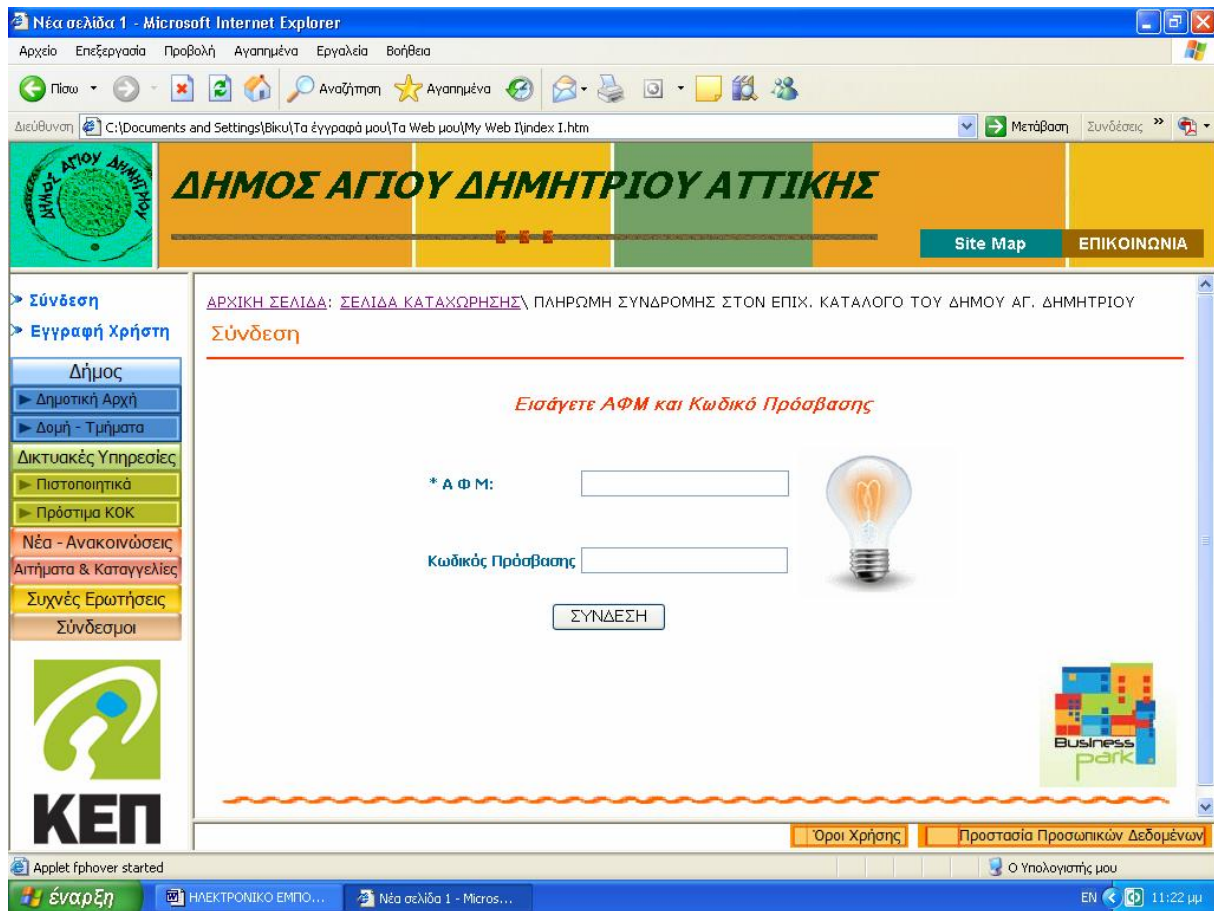 Νέα σελίδα 1 - Microsoft Internet Explorer
Αρχείο Επεξεργασία Προβολή Αγαπημένα Εργαλεία Βοήθεια
Πίσω Αναζήτηση Αγαπημένα
Διεύθυνση C:\Documents and Settings\Biku\Τα έγγραφά μου\Τα Web μου\My Web I\index I.htm Μετάβαση Συνδέσεις »
ΔΗΜΟΣ ΑΓΙΟΥ ΔΗΜΗΤΡΙΟΥ
ΔΗΜΟΣ ΑΓΙΟΥ ΔΗΜΗΤΡΙΟΥ ΑΤΤΙΚΗΣ
Site Map ΕΠΙΚΟΙΝΩΝΙΑ
Σύνδεση
Εγγραφή Χρήστη
Δήμος
Δημοτική Αρχή
Δομή - Τμήματα
Δικτυακές Υπηρεσίες
Πιστοποιητικά
Πρόστιμα ΚΟΚ
Νέα - Ανακοινώσεις
Αιτήματα & Καταγγελίες
Συχνές Ερωτήσεις
Σύνδεσμοι
ΚΕΠ
ΑΡΧΙΚΗ ΣΕΛΙΔΑ: ΣΕΛΙΔΑ ΚΑΤΑΧΩΡΗΣΗΣ\ ΠΛΗΡΩΜΗ ΣΥΝΔΡΟΜΗΣ ΣΤΟΝ ΕΠΙΧ. ΚΑΤΑΛΟΓΟ ΤΟΥ ΔΗΜΟΥ ΑΓ. ΔΗΜΗΤΡΙΟΥ
Σύνδεση
Εισάγετε ΑΦΜ και Κωδικό Πρόσβασης
* Α Φ Μ:
Κωδικός Πρόσβασης
ΣΥΝΔΕΣΗ
Business
park
Όροι Χρήσης Προστασία Προσωπικών Δεδομένων
Applet fphover started Ο Υπολογιστής μου
έναρξη ΗΛΕΚΤΡΟΝΙΚΟ ΕΜΠΟ... Νέα σελίδα 1 - Micros... EN 11:22 μμ